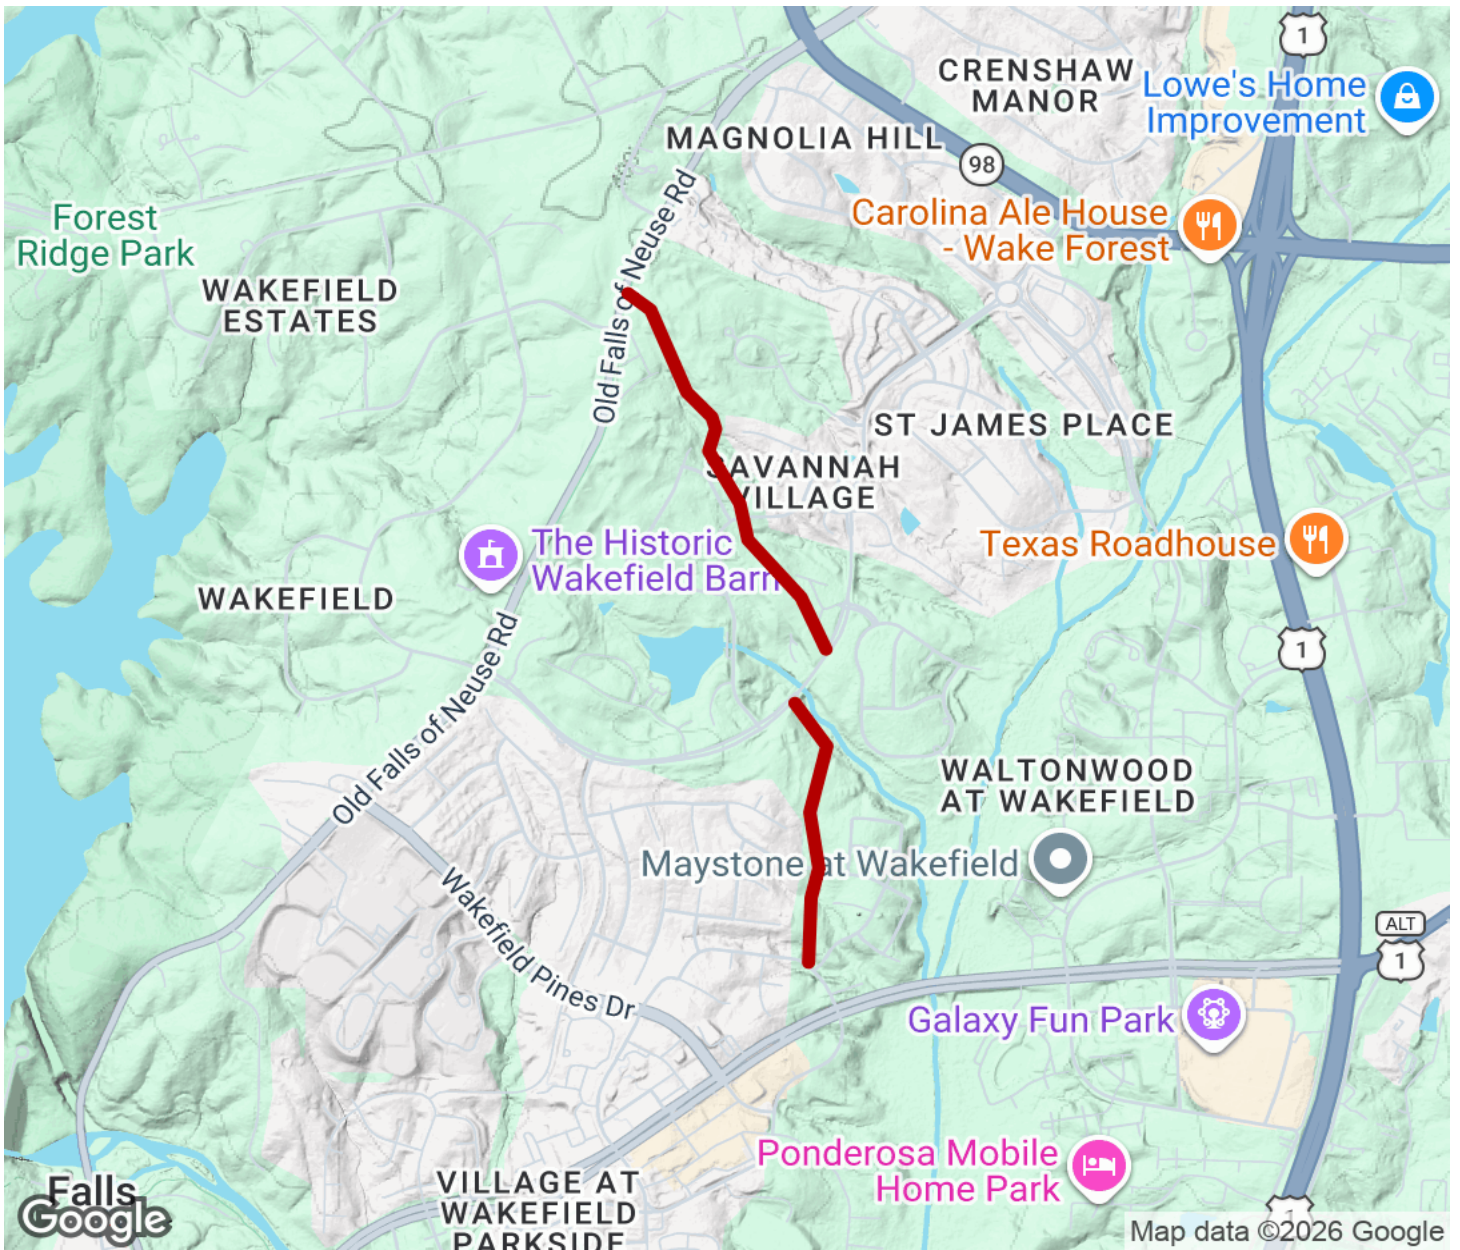 1
CRENSHAW
MANOR
Lowe's Home
Improvement
MAGNOLIA HILL
98
Old Falls of Neuse Rd
Carolina Ale House
- Wake Forest
Forest
Ridge Park
WAKEFIELD
ESTATES
ST JAMES PLACE
SAVANNAH
VILLAGE
The Historic
Wakefield Barn
Texas Roadhouse
WAKEFIELD
1
Old Falls of Neuse Rd
WALTONWOOD
AT WAKEFIELD
Maystone at Wakefield
Wakefield Pines Dr
ALT
1
Galaxy Fun Park
Ponderosa Mobile
Home Park
VILLAGE AT
WAKEFIELD
PARKSIDE
Falls
Google
1
Map data ©2026 Google